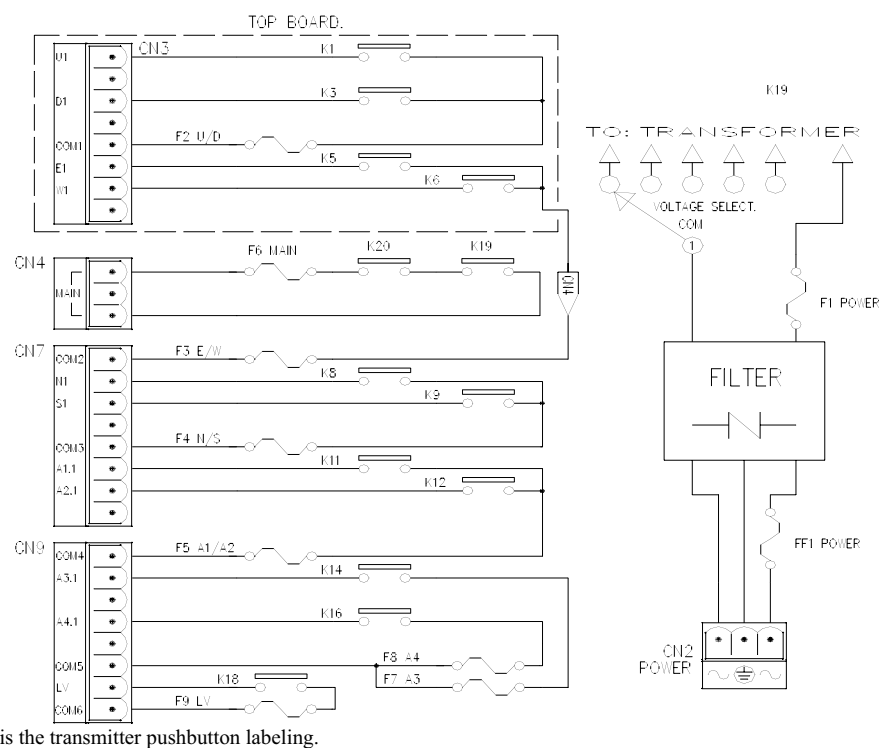 TOP BOARD.
CN3
U1
K1
D1
K3
COM1
F2 U/D
E1
K5
W1
K6
CN4
MAIN
F6 MAIN
K20
K19
CN4
CN7
COM2
F3 E/W
N1
K8
S1
K9
COM3
F4 N/S
A1.1
K11
A2.1
K12
CN9
COM4
F5 A1/A2
A3.1
K14
A4.1
K16
COM5
F8 A4
F7 A3
LV
K18
COM6
F9 LV
K19
TO: TRANSFORMER
VOLTAGE SELECT.
COM
1
F1 POWER
FILTER
FF1 POWER
CN2
POWER
is the transmitter pushbutton labeling.